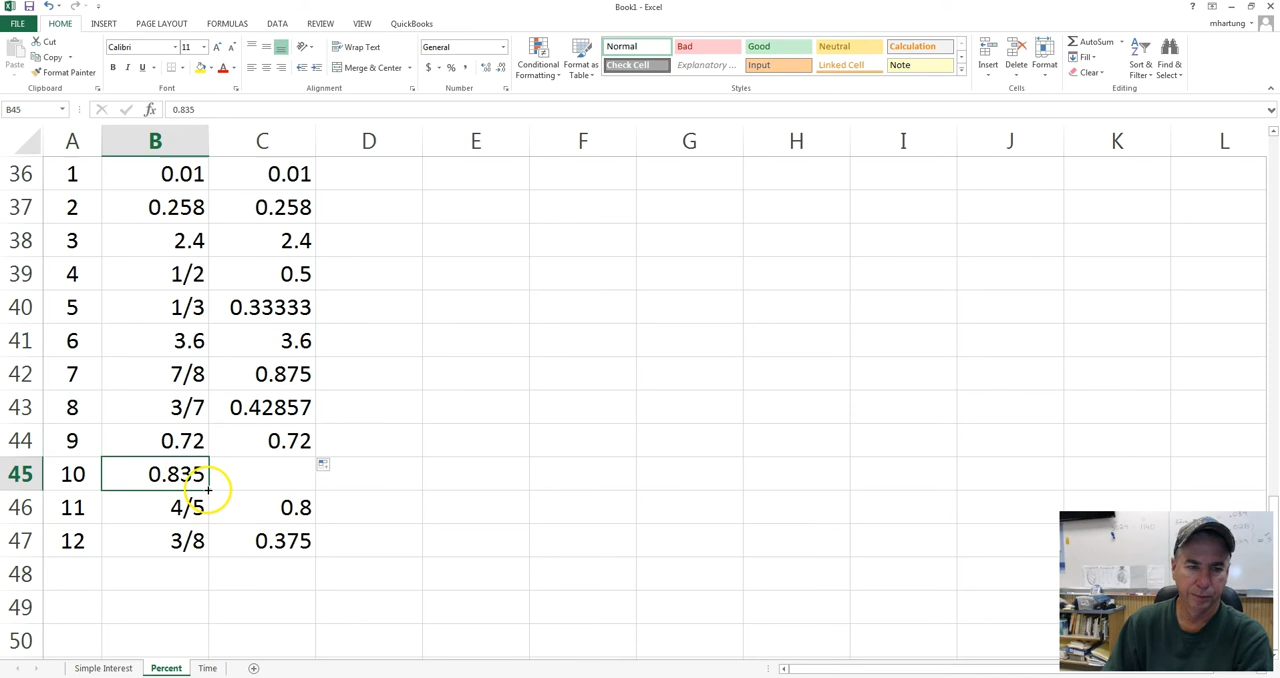 Book1 - Excel
FILE HOME INSERT PAGE LAYOUT FORMULAS DATA REVIEW VIEW QuickBooks mhartung
Paste Cut Copy Format Painter Clipboard
Calibri 11 B I U A Font
Wrap Text Merge & Center Alignment
General $ % , Number
Conditional Formatting Format as Table
Normal Bad Good Neutral Calculation
Check Cell Explanatory ... Input Linked Cell Note
Styles
Insert Delete Format Cells
AutoSum Fill Clear Sort & Filter Find & Select Editing
B45 fx 0.835
A B C D E F G H I J K L
36 1 0.01 0.01
37 2 0.258 0.258
38 3 2.4 2.4
39 4 1/2 0.5
40 5 1/3 0.33333
41 6 3.6 3.6
42 7 7/8 0.875
43 8 3/7 0.42857
44 9 0.72 0.72
45 10 0.835
46 11 4/5 0.8
47 12 3/8 0.375
48
49
50
Simple Interest Percent Time